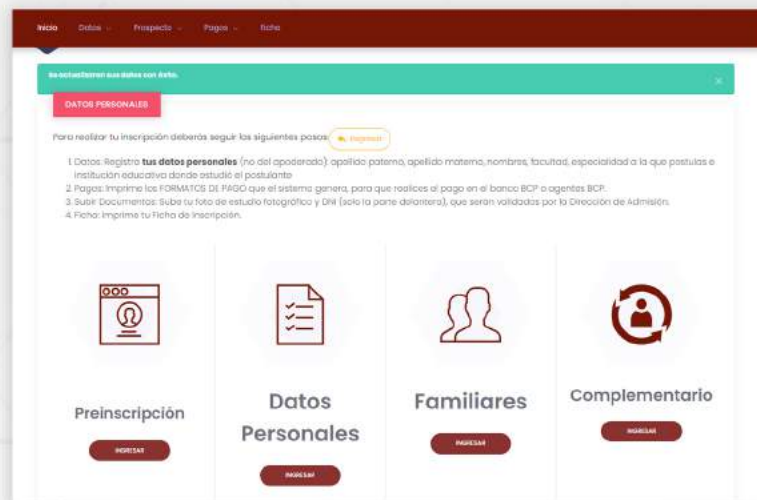 Inicio Datos Prospecto Pagos Ficha
Se actualizaron sus datos con éxito. ×
DATOS PERSONALES
Para realizar tu inscripción deberás seguir los siguientes pasos: Regresar
1. Datos: Registra tus datos personales (no del apoderado): apellido paterno, apellido materno, nombres, facultad, especialidad a la que postulas e
institución educativa donde estudió el postulante
2. Pagos: Imprime los FORMATOS DE PAGO que el sistema genera, para que realices el pago en el banco BCP o agentes BCP.
3. Subir Documentos: Sube tu foto de estudio fotográfico y DNI (solo la parte delantera), que serán validados por la Dirección de Admisión.
4. Ficha: Imprime tu Ficha de Inscripción.
Preinscripción
INGRESAR
Datos
Personales
INGRESAR
Familiares
INGRESAR
Complementario
INGRESAR